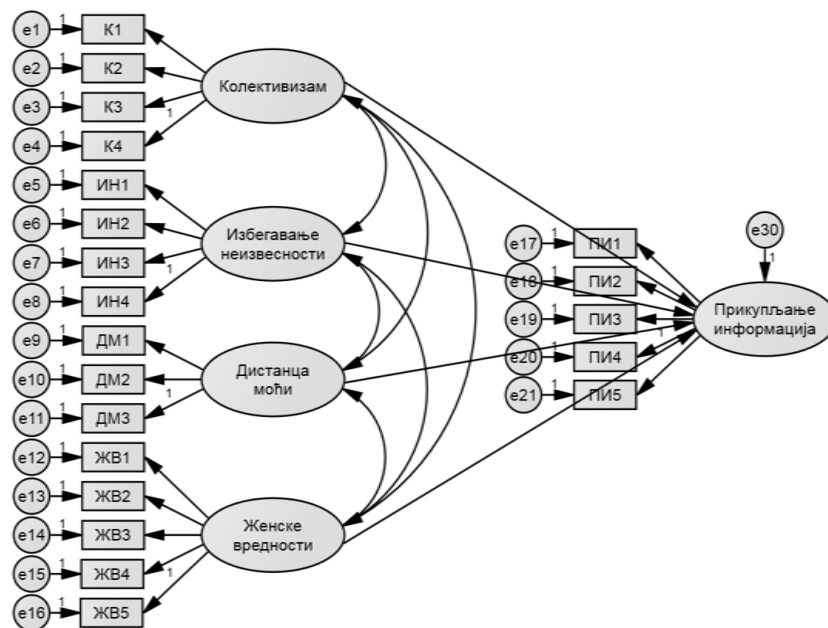 e1 1 К1
e2 1 К2
Колективизам
e3 1 К3
1
e4 1 К4
e5 1 ИН1
e6 1 ИН2
Избегавање
неизвесности
e7 1 ИН3
1
e8 1 ИН4
e9 1 ДМ1
e10 1 ДМ2
Дистанца
моћи
1
e11 1 ДМ3
e12 1 ЖВ1
e13 1 ЖВ2
e14 1 ЖВ3
Женске
вредности
e15 1 ЖВ4
1
e16 1 ЖВ5
e17 1 ПИ1
e18 1 ПИ2
e19 1 ПИ3
1
e20 1 ПИ4
e21 1 ПИ5
e30
1
Прикупљање
информација